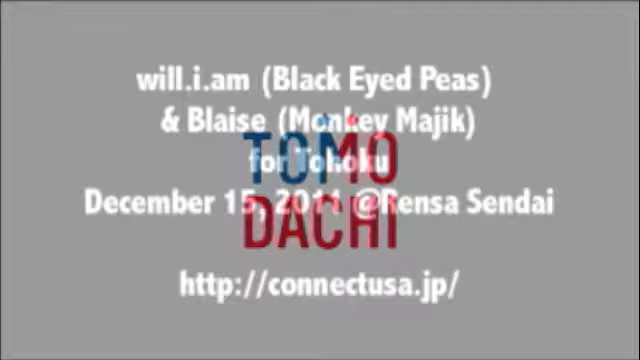 will.i.am (Black Eyed Peas)
& Blaise (Monkey Majik)
for Tohoku
December 15, 2011 @Rensa Sendai
http://connectusa.jp/
TOMO
DACHI